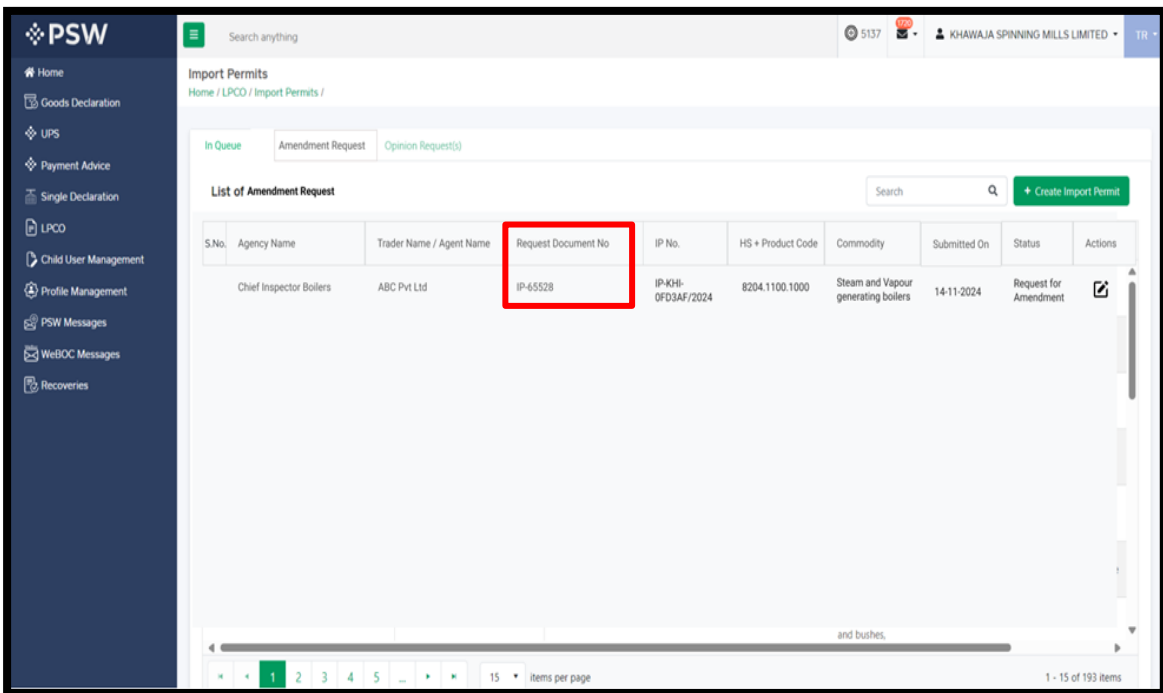 PSW
Search anything
5137
1720
KHAWAJA SPINNING MILLS LIMITED
TR
Home
Goods Declaration
UPS
Payment Advice
Single Declaration
LPCO
Child User Management
Profile Management
PSW Messages
WeBOC Messages
Recoveries
Import Permits
Home / LPCO / Import Permits /
In Queue
Amendment Request
Opinion Request(s)
List of Amendment Request
Search
+ Create Import Permit
S.No. Agency Name Trader Name / Agent Name Request Document No IP No. HS + Product Code Commodity Submitted On Status Actions
Chief Inspector Boilers ABC Pvt Ltd IP-65528 IP-KHI- 8204.1100.1000 Steam and Vapour 14-11-2024 Request for
0FD3AF/2024 generating boilers Amendment
and bushes,
1 2 3 4 5 ... 15 items per page 1 - 15 of 193 items